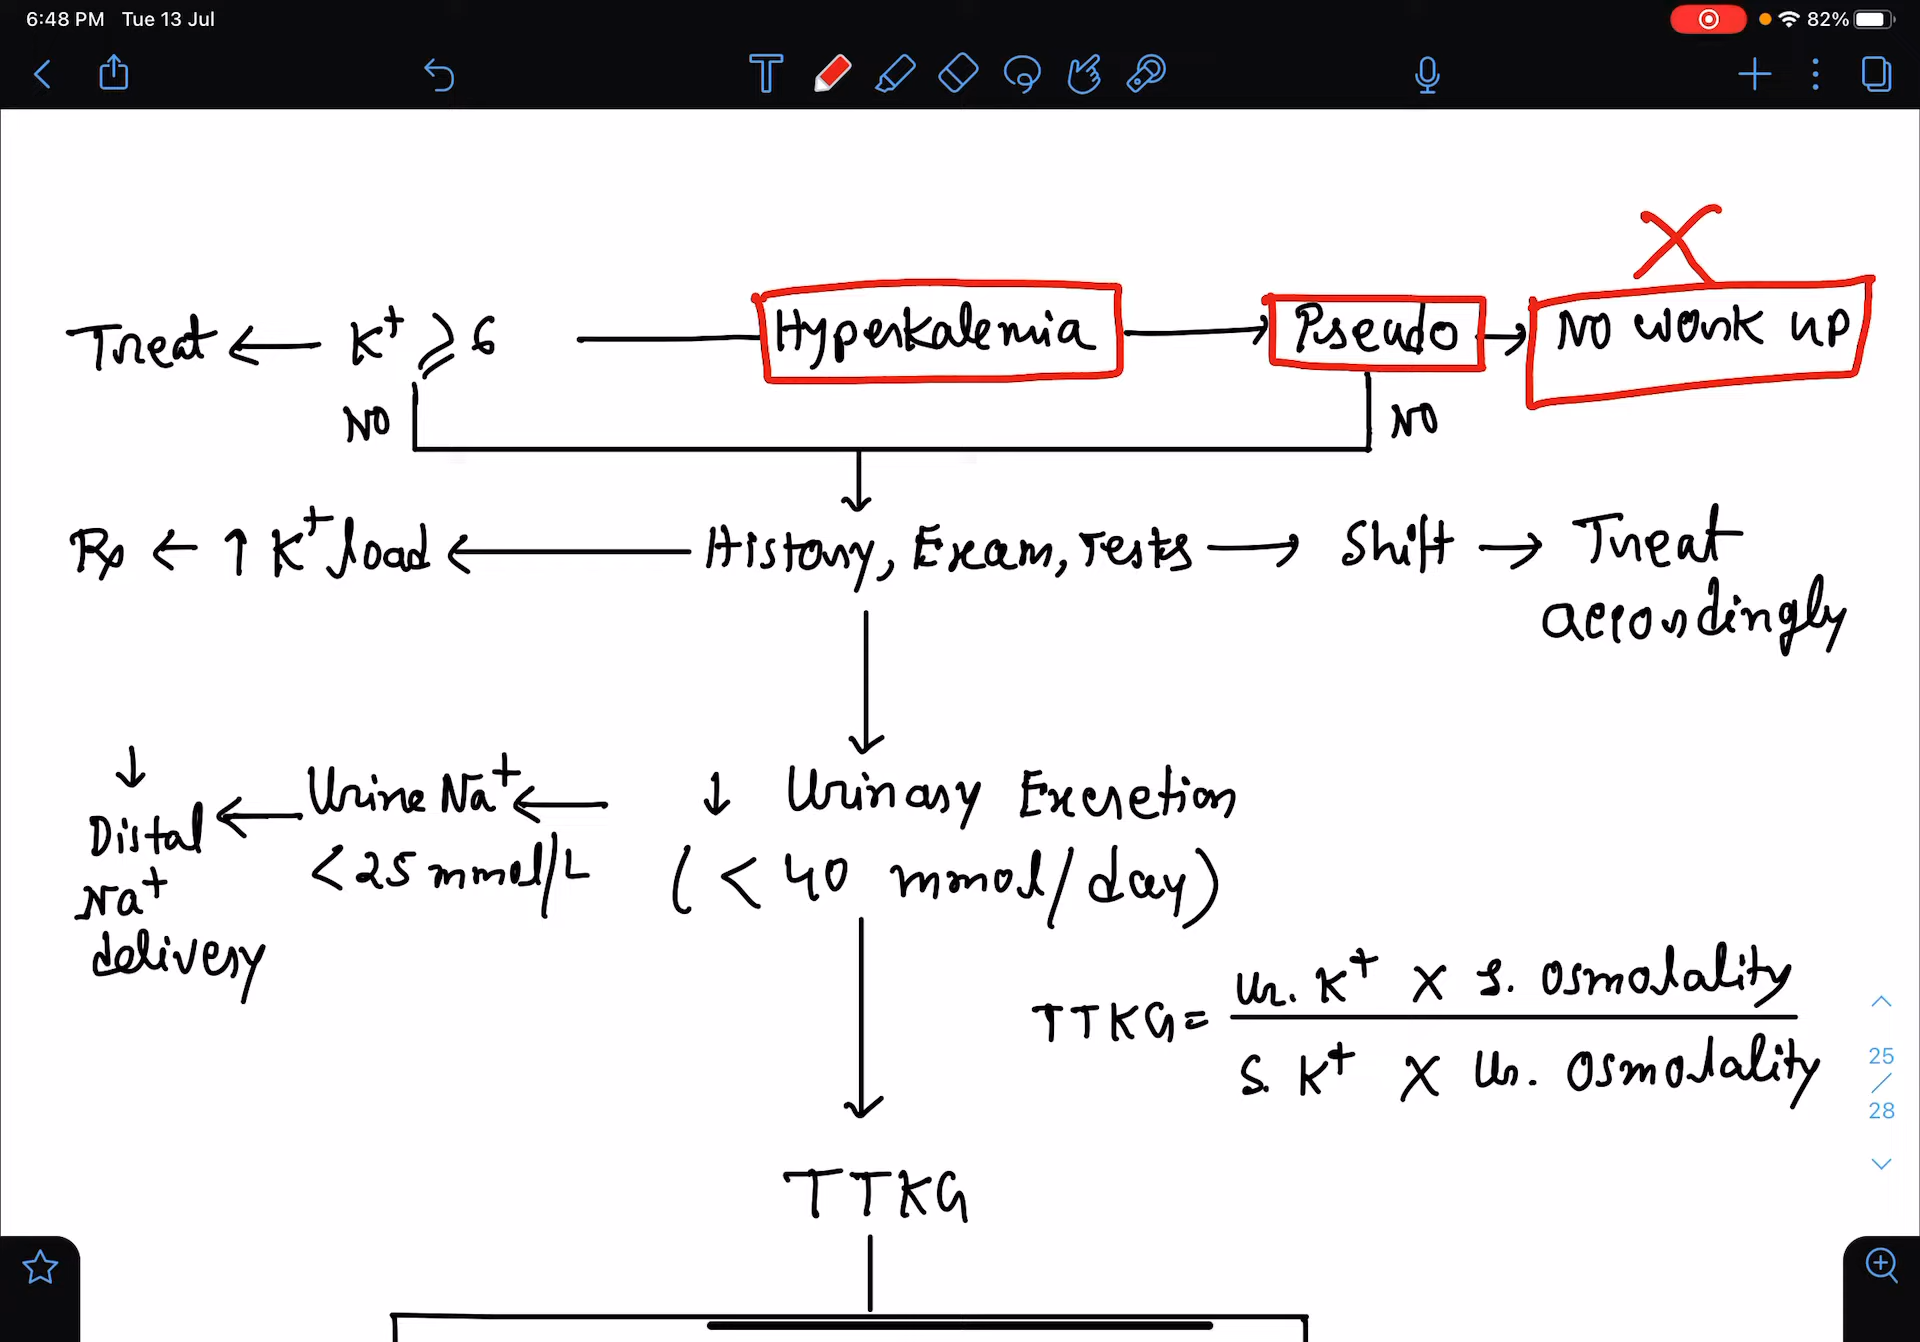 6:48 PM Tue 13 Jul
82%
Treat ← K⁺ ⩾ 6 — Hyperkalemia → Pseudo → NO work up
NO
NO
Rx ← ↑ K⁺ load ← History, Exam, Tests → Shift → Treat
accordingly
↓
Distal
Na⁺
delivery
← Urine Na⁺ ←
< 25 mmol/L
↓ Urinary Excretion
(< 40 mmol/day)
TTKG = Ur. K⁺ X S. Osmolality
S. K⁺ X Ur. Osmolality
TTKG
25
/
28